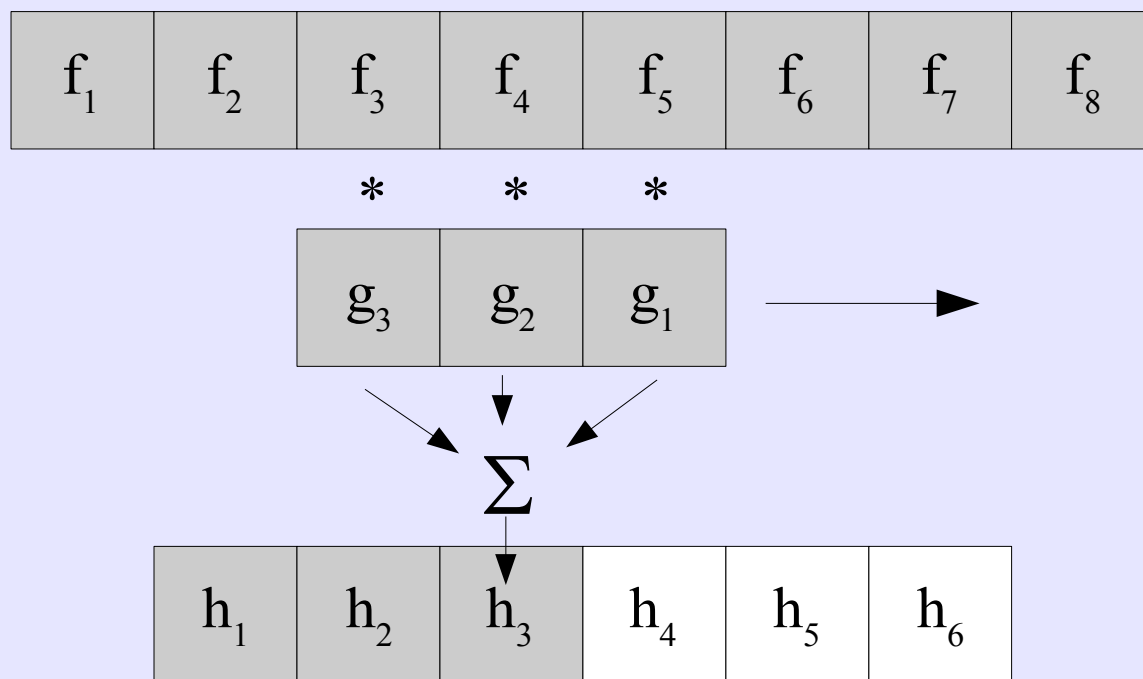 f₁ f₂ f₃ f₄ f₅ f₆ f₇ f₈
* * *
g₃ g₂ g₁
Σ
h₁ h₂ h₃ h₄ h₅ h₆